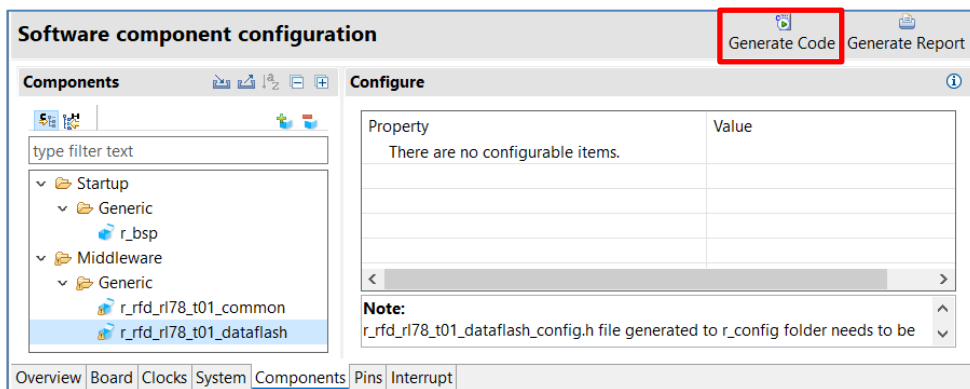 Software component configuration
Generate Code Generate Report
Components
Configure
type filter text
Startup
Generic
r_bsp
Middleware
Generic
r_rfd_rl78_t01_common
r_rfd_rl78_t01_dataflash
Property Value
There are no configurable items.
Note:
r_rfd_rl78_t01_dataflash_config.h file generated to r_config folder needs to be
Overview Board Clocks System Components Pins Interrupt